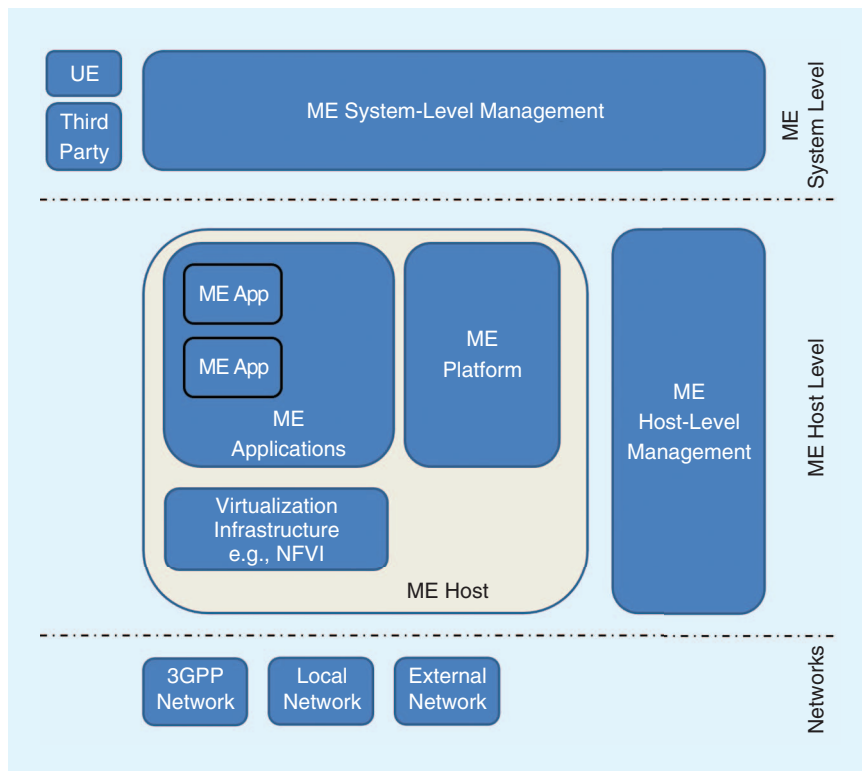 UE
Third
Party
ME System-Level Management
ME
System Level
ME App
ME App
ME
Applications
ME
Platform
Virtualization
Infrastructure
e.g., NFVI
ME Host
ME
Host-Level
Management
ME Host Level
3GPP
Network
Local
Network
External
Network
Networks